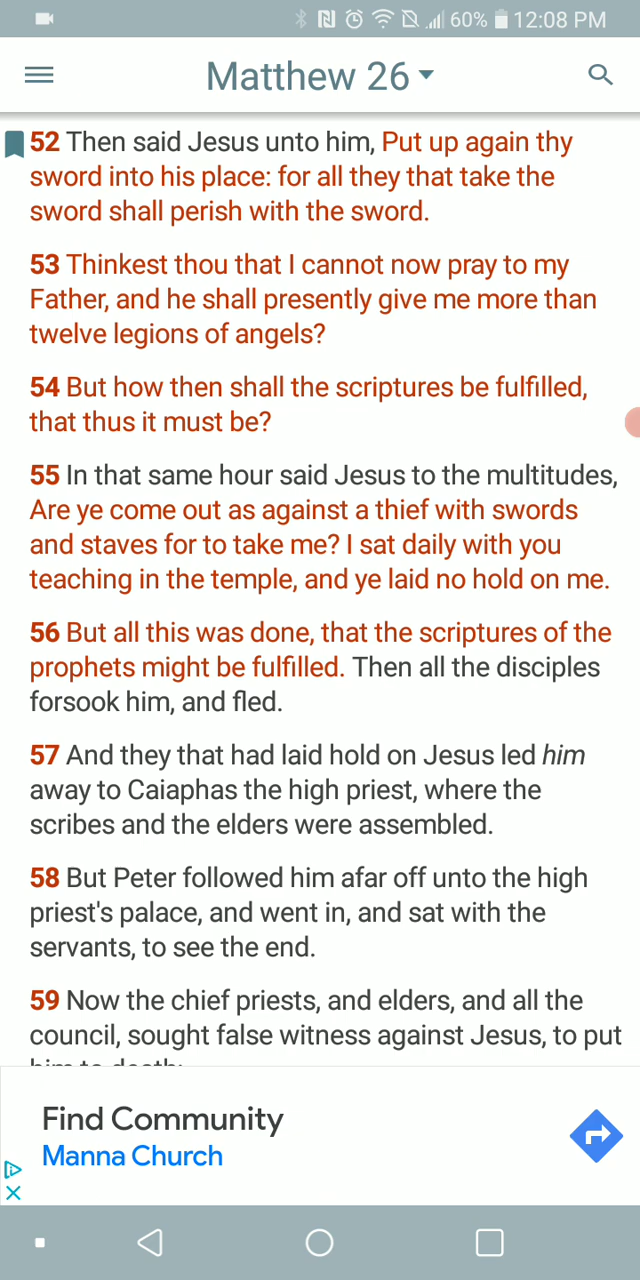 60% 12:08 PM
Matthew 26
52 Then said Jesus unto him, Put up again thy
sword into his place: for all they that take the
sword shall perish with the sword.
53 Thinkest thou that I cannot now pray to my
Father, and he shall presently give me more than
twelve legions of angels?
54 But how then shall the scriptures be fulfilled,
that thus it must be?
55 In that same hour said Jesus to the multitudes,
Are ye come out as against a thief with swords
and staves for to take me? I sat daily with you
teaching in the temple, and ye laid no hold on me.
56 But all this was done, that the scriptures of the
prophets might be fulfilled. Then all the disciples
forsook him, and fled.
57 And they that had laid hold on Jesus led him
away to Caiaphas the high priest, where the
scribes and the elders were assembled.
58 But Peter followed him afar off unto the high
priest's palace, and went in, and sat with the
servants, to see the end.
59 Now the chief priests, and elders, and all the
council, sought false witness against Jesus, to put
Find Community
Manna Church